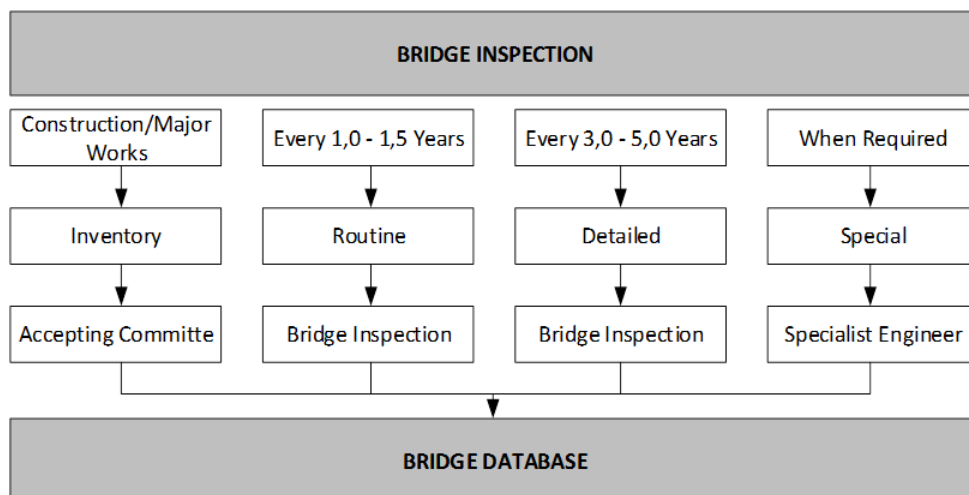 BRIDGE INSPECTION
Construction/Major
Works
Every 1,0 - 1,5 Years
Every 3,0 - 5,0 Years
When Required
Inventory
Routine
Detailed
Special
Accepting Committe
Bridge Inspection
Bridge Inspection
Specialist Engineer
BRIDGE DATABASE